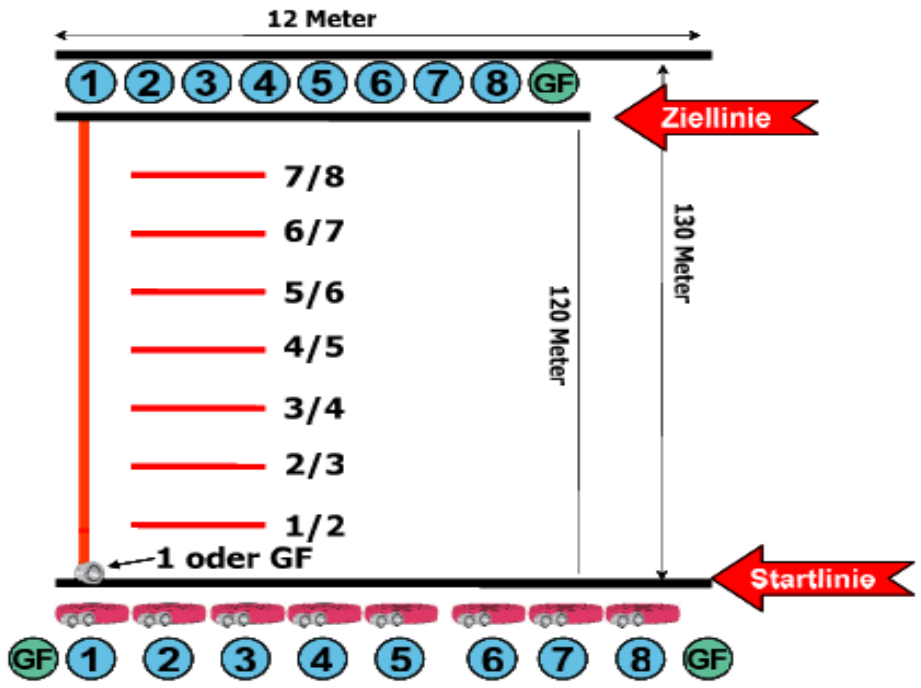 12 Meter
1 2 3 4 5 6 7 8 GF
Ziellinie
7/8
6/7
5/6
4/5
3/4
2/3
1/2
120 Meter
130 Meter
1 oder GF
Startlinie
GF 1 2 3 4 5 6 7 8 GF